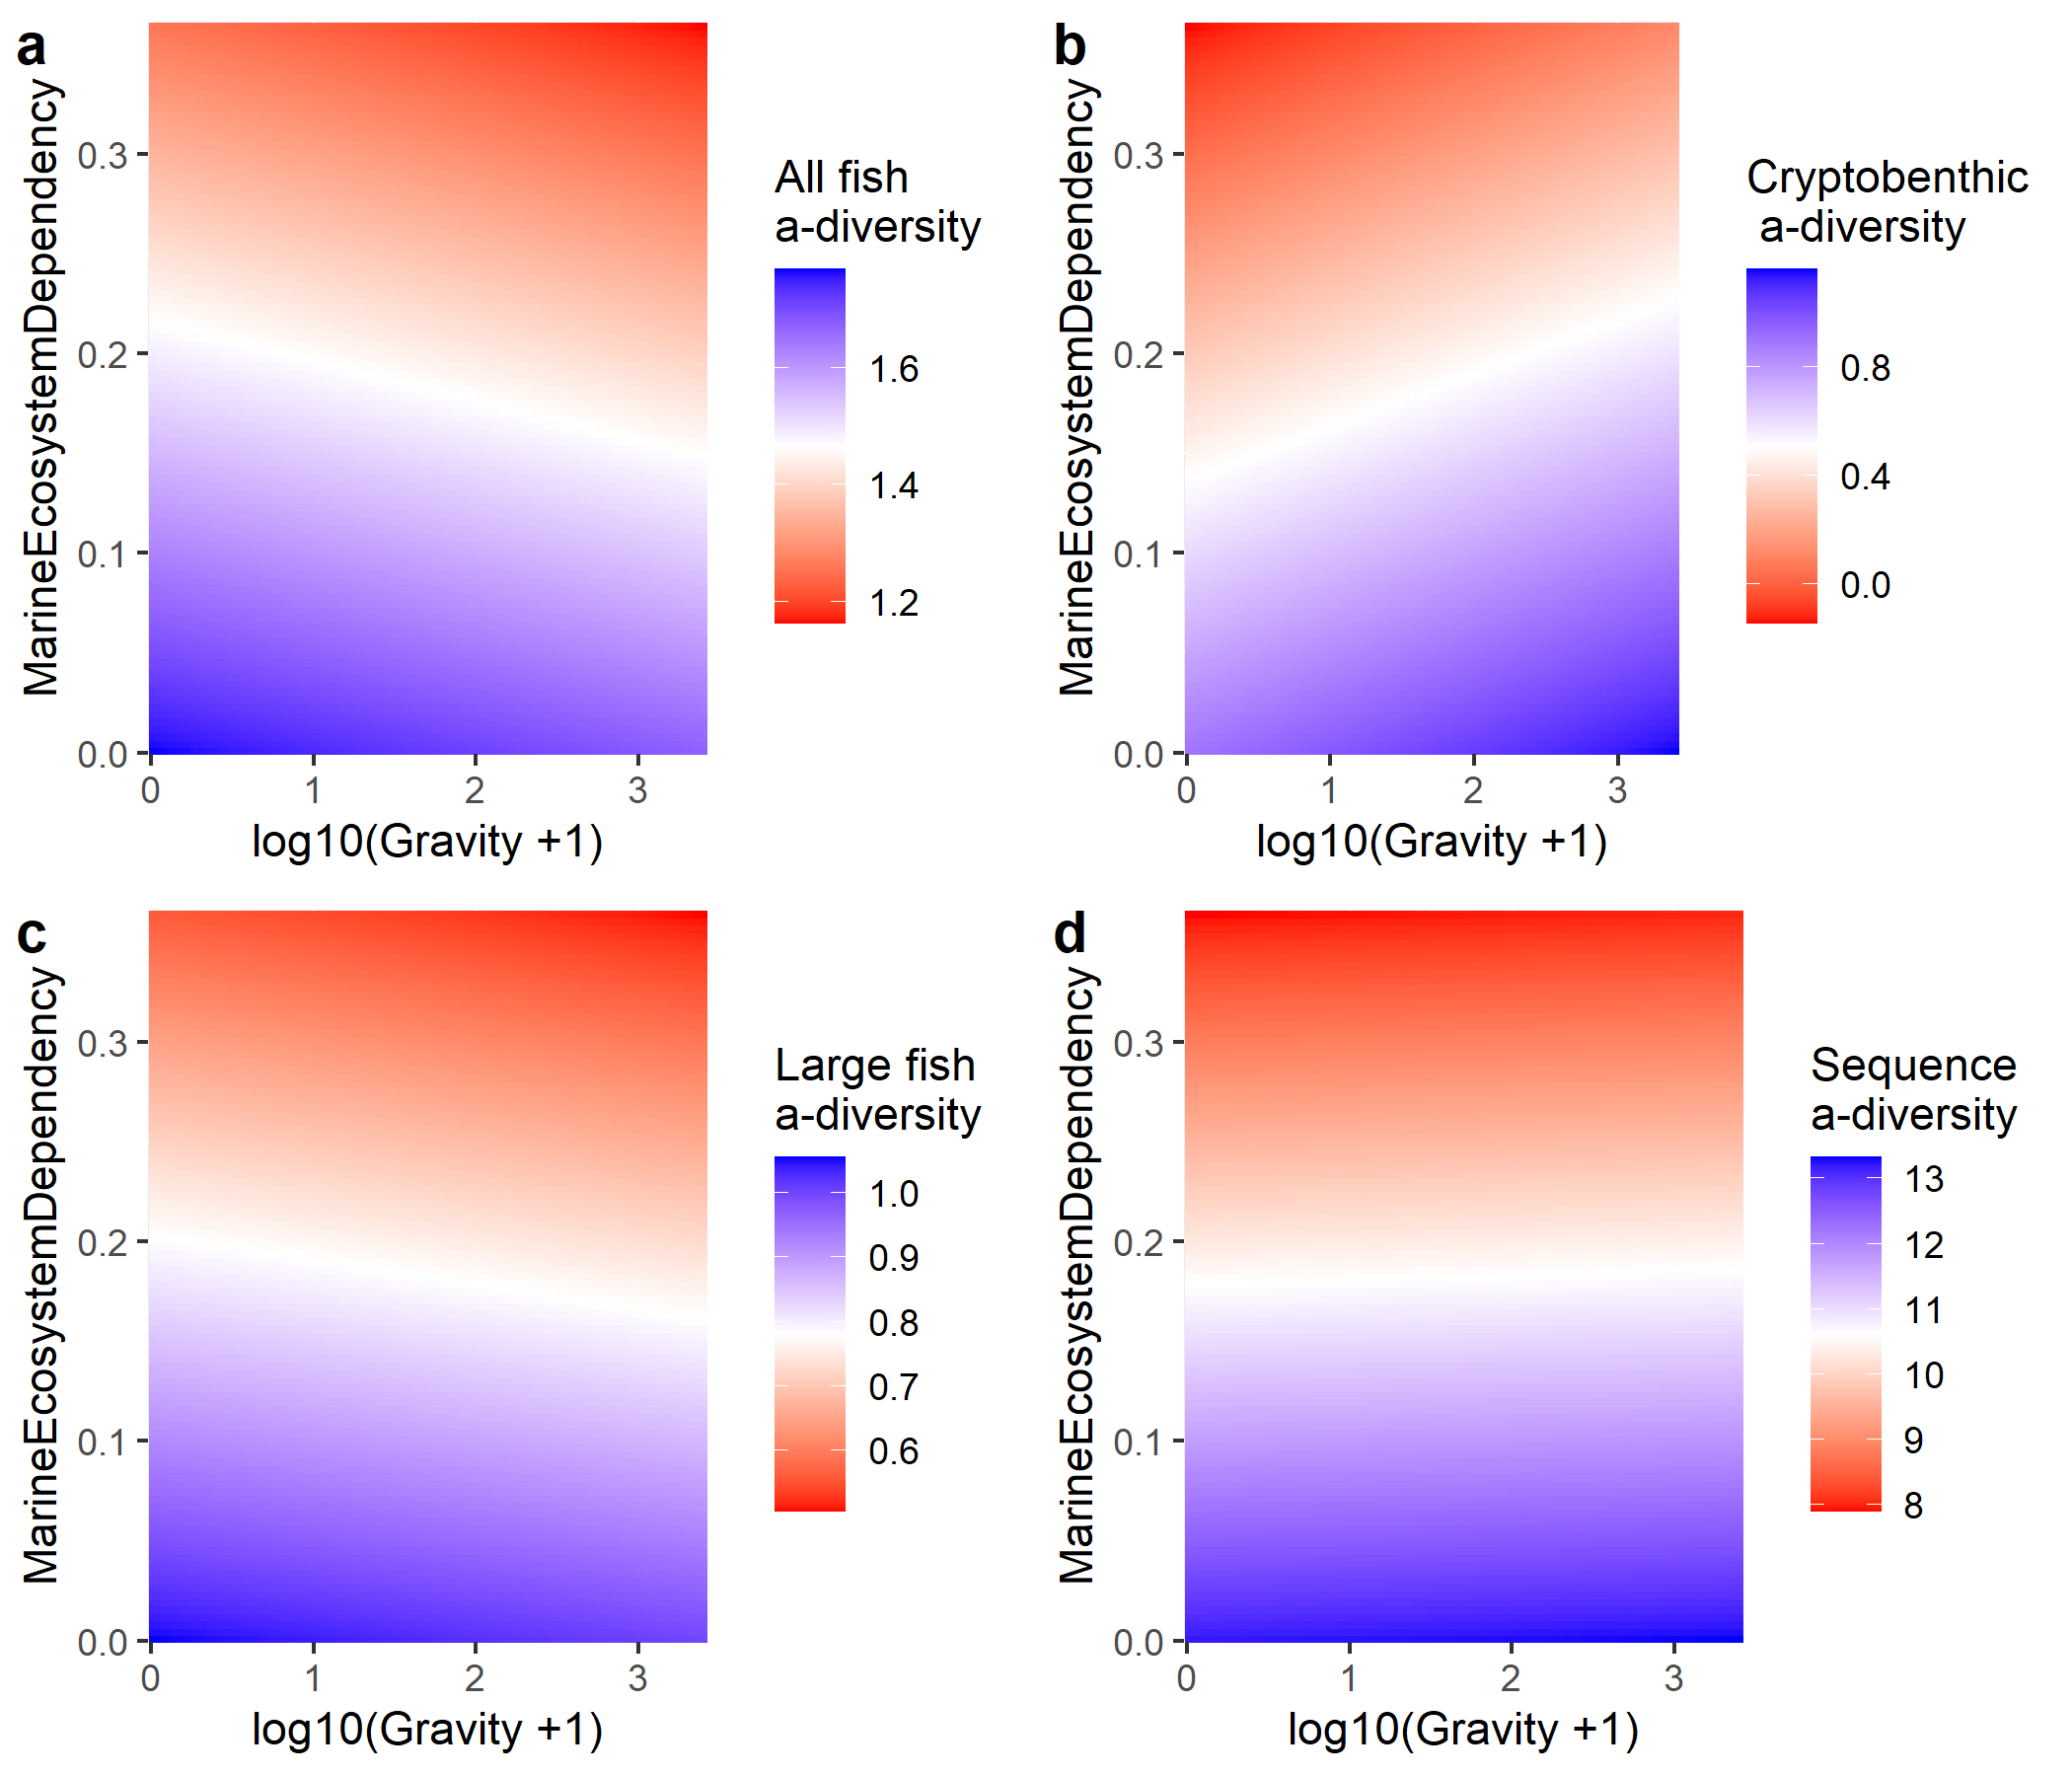 a
MarineEcosystemDependency
0.3
0.2
0.1
0.0
0 1 2 3
log10(Gravity +1)
All fish
a-diversity
1.6
1.4
1.2
b
MarineEcosystemDependency
0.3
0.2
0.1
0.0
0 1 2 3
log10(Gravity +1)
Cryptobenthic
a-diversity
0.8
0.4
0.0
c
MarineEcosystemDependency
0.3
0.2
0.1
0.0
0 1 2 3
log10(Gravity +1)
Large fish
a-diversity
1.0
0.9
0.8
0.7
0.6
d
MarineEcosystemDependency
0.3
0.2
0.1
0.0
0 1 2 3
log10(Gravity +1)
Sequence
a-diversity
13
12
11
10
9
8